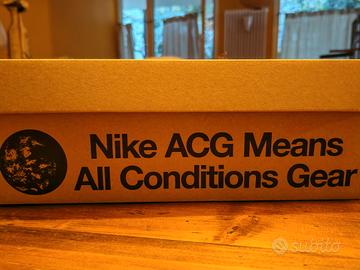 Nike ACG Means
All Conditions Gear
subito